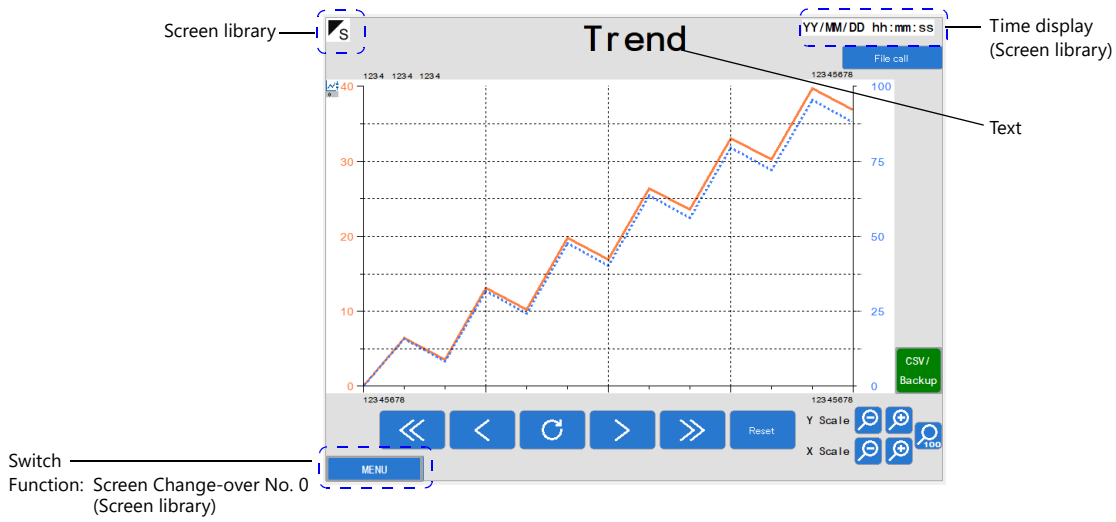 Screen library
S
Trend
YY/MM/DD hh:mm:ss
Time display
(Screen library)
File call
1234 1234 1234
12345678
40
100
Text
30
75
20
50
10
25
0
0
CSV/
Backup
12345678
12345678
Reset
Y Scale
X Scale
100
MENU
Switch
Function: Screen Change-over No. 0
(Screen library)